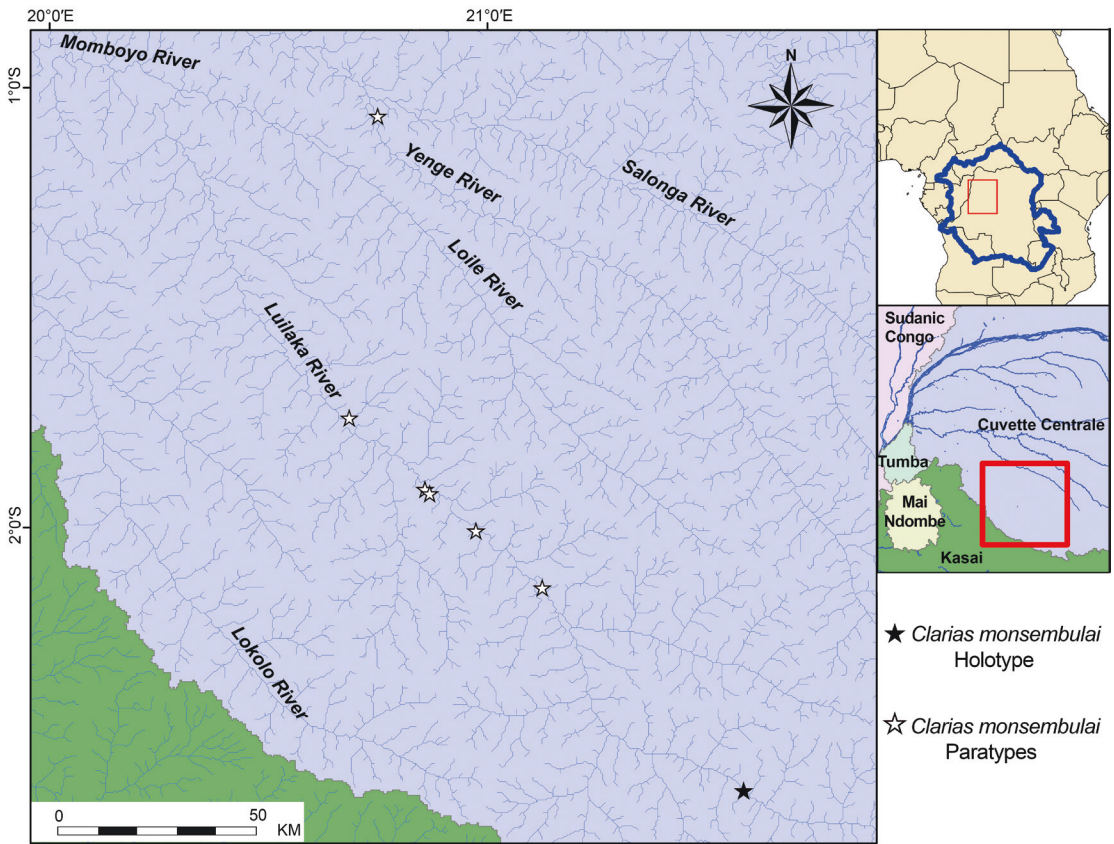 20°0'E
21°0'E
1°0'S
2°0'S
Momboyo River
N
Yenge River
Salonga River
Loile River
Luilaka River
Lokolo River
0
50
KM
Sudanic
Congo
Cuvette Centrale
Tumba
Mai
Ndombe
Kasai
Clarias monsembulai
Holotype
Clarias monsembulai
Paratypes